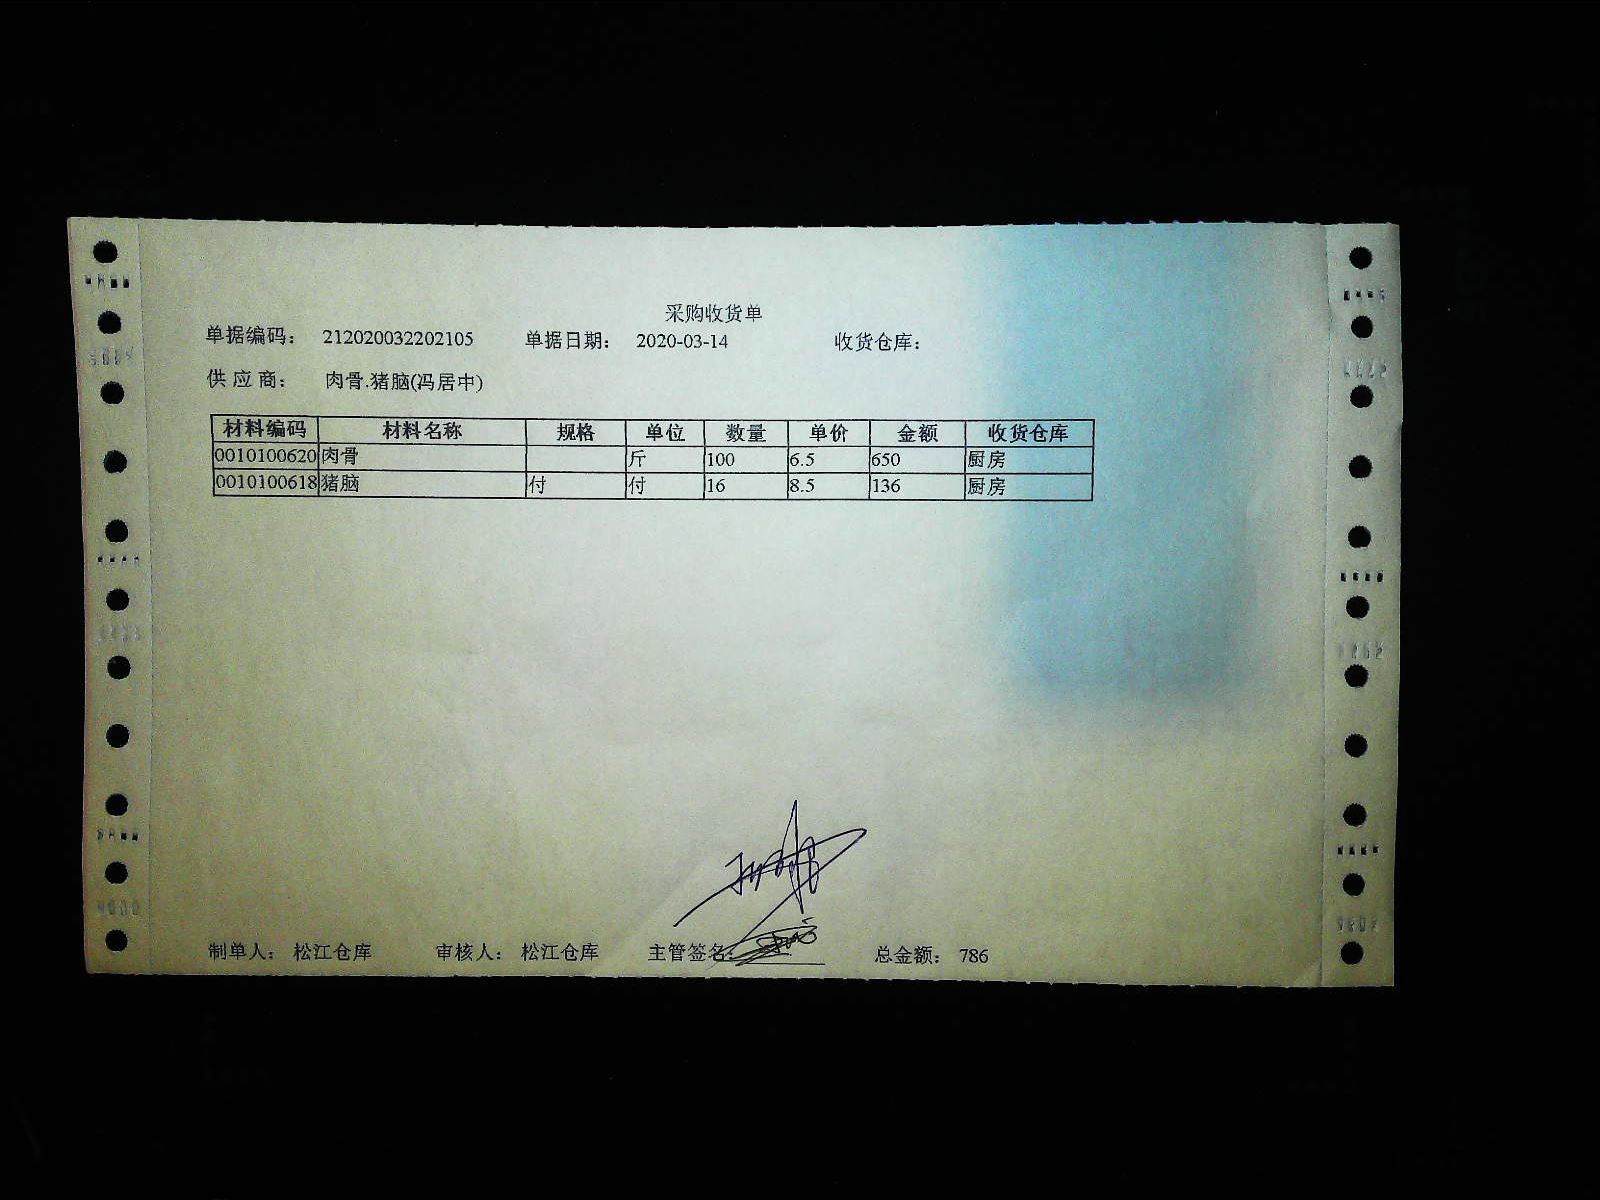 采购收货单
单据编码： 212020032202105 单据日期： 2020-03-14 收货仓库：
供 应 商： 肉骨.猪脑(冯居中)
材料编码 材料名称 规格 单位 数量 单价 金额 收货仓库
0010100620 肉骨 斤 100 6.5 650 厨房
0010100618 猪脑 付 付 16 8.5 136 厨房
制单人： 松江仓库 审核人： 松江仓库 主管签名： 总金额： 786